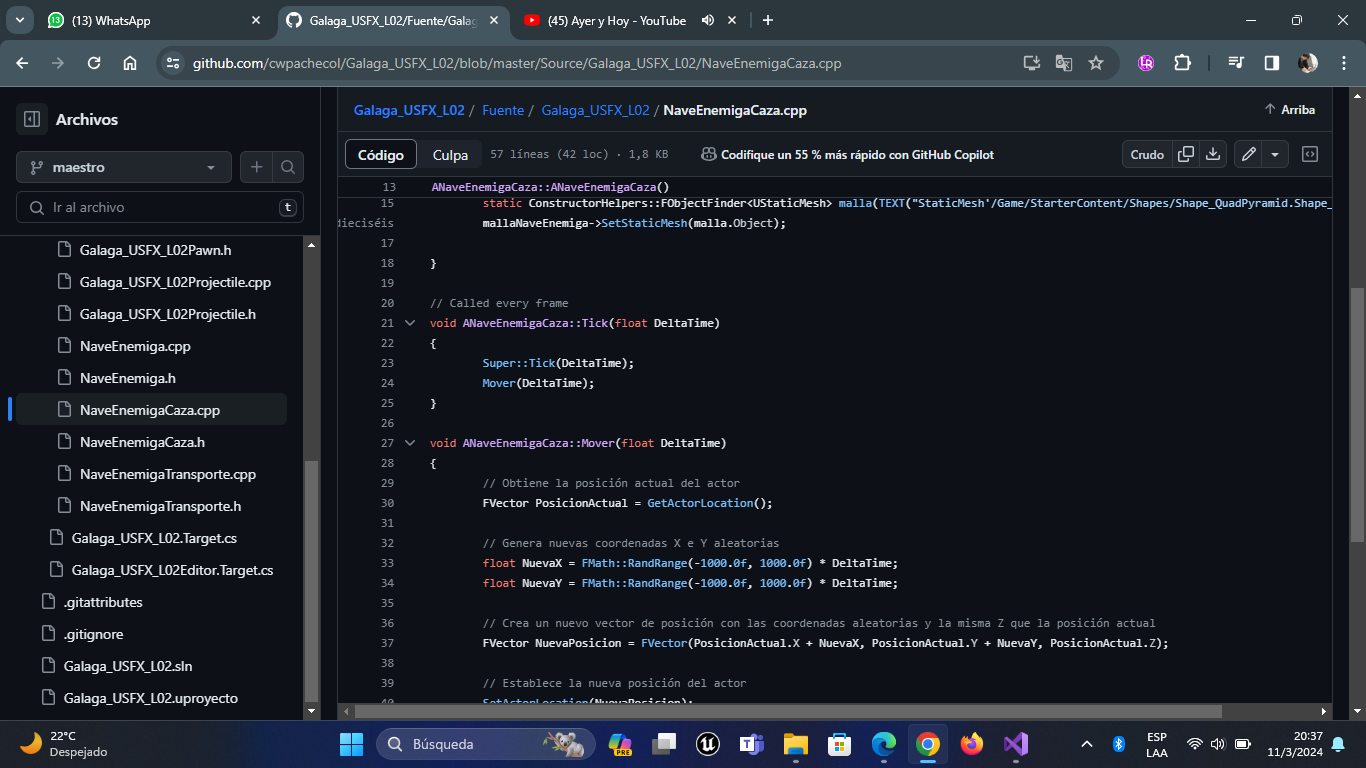 (13) WhatsApp
Galaga_USFX_L02/Fuente/Galag
(45) Ayer y Hoy - YouTube
github.com/cwpachecol/Galaga_USFX_L02/blob/master/Source/Galaga_USFX_L02/NaveEnemigaCaza.cpp
Archivos
maestro
Ir al archivo
t
Galaga_USFX_L02Pawn.h
Galaga_USFX_L02Projectile.cpp
Galaga_USFX_L02Projectile.h
NaveEnemiga.cpp
NaveEnemiga.h
NaveEnemigaCaza.cpp
NaveEnemigaCaza.h
NaveEnemigaTransporte.cpp
NaveEnemigaTransporte.h
Galaga_USFX_L02.Target.cs
Galaga_USFX_L02Editor.Target.cs
.gitattributes
.gitignore
Galaga_USFX_L02.sln
Galaga_USFX_L02.uproyecto
Galaga_USFX_L02 / Fuente / Galaga_USFX_L02 / NaveEnemigaCaza.cpp
Arriba
Código Culpa 57 líneas (42 loc) · 1,8 KB Codifique un 55 % más rápido con GitHub Copilot
Crudo
13 ANaveEnemigaCaza::ANaveEnemigaCaza()
15 static ConstructorHelpers::FObjectFinder<UStaticMesh> malla(TEXT("StaticMesh'/Game/StarterContent/Shapes/Shape_QuadPyramid.Shape_
dieciséis mallaNaveEnemiga->SetStaticMesh(malla.Object);
17
18 }
19
20 // Called every frame
21 void ANaveEnemigaCaza::Tick(float DeltaTime)
22 {
23 Super::Tick(DeltaTime);
24 Mover(DeltaTime);
25 }
26
27 void ANaveEnemigaCaza::Mover(float DeltaTime)
28 {
29 // Obtiene la posición actual del actor
30 FVector PosicionActual = GetActorLocation();
31
32 // Genera nuevas coordenadas X e Y aleatorias
33 float NuevaX = FMath::RandRange(-1000.0f, 1000.0f) * DeltaTime;
34 float NuevaY = FMath::RandRange(-1000.0f, 1000.0f) * DeltaTime;
35
36 // Crea un nuevo vector de posición con las coordenadas aleatorias y la misma Z que la posición actual
37 FVector NuevaPosicion = FVector(PosicionActual.X + NuevaX, PosicionActual.Y + NuevaY, PosicionActual.Z);
38
39 // Establece la nueva posición del actor
40 SetActorLocation(NuevaPosicion);
22°C
Despejado
Búsqueda
PRE
ESP
LAA
20:37
11/3/2024